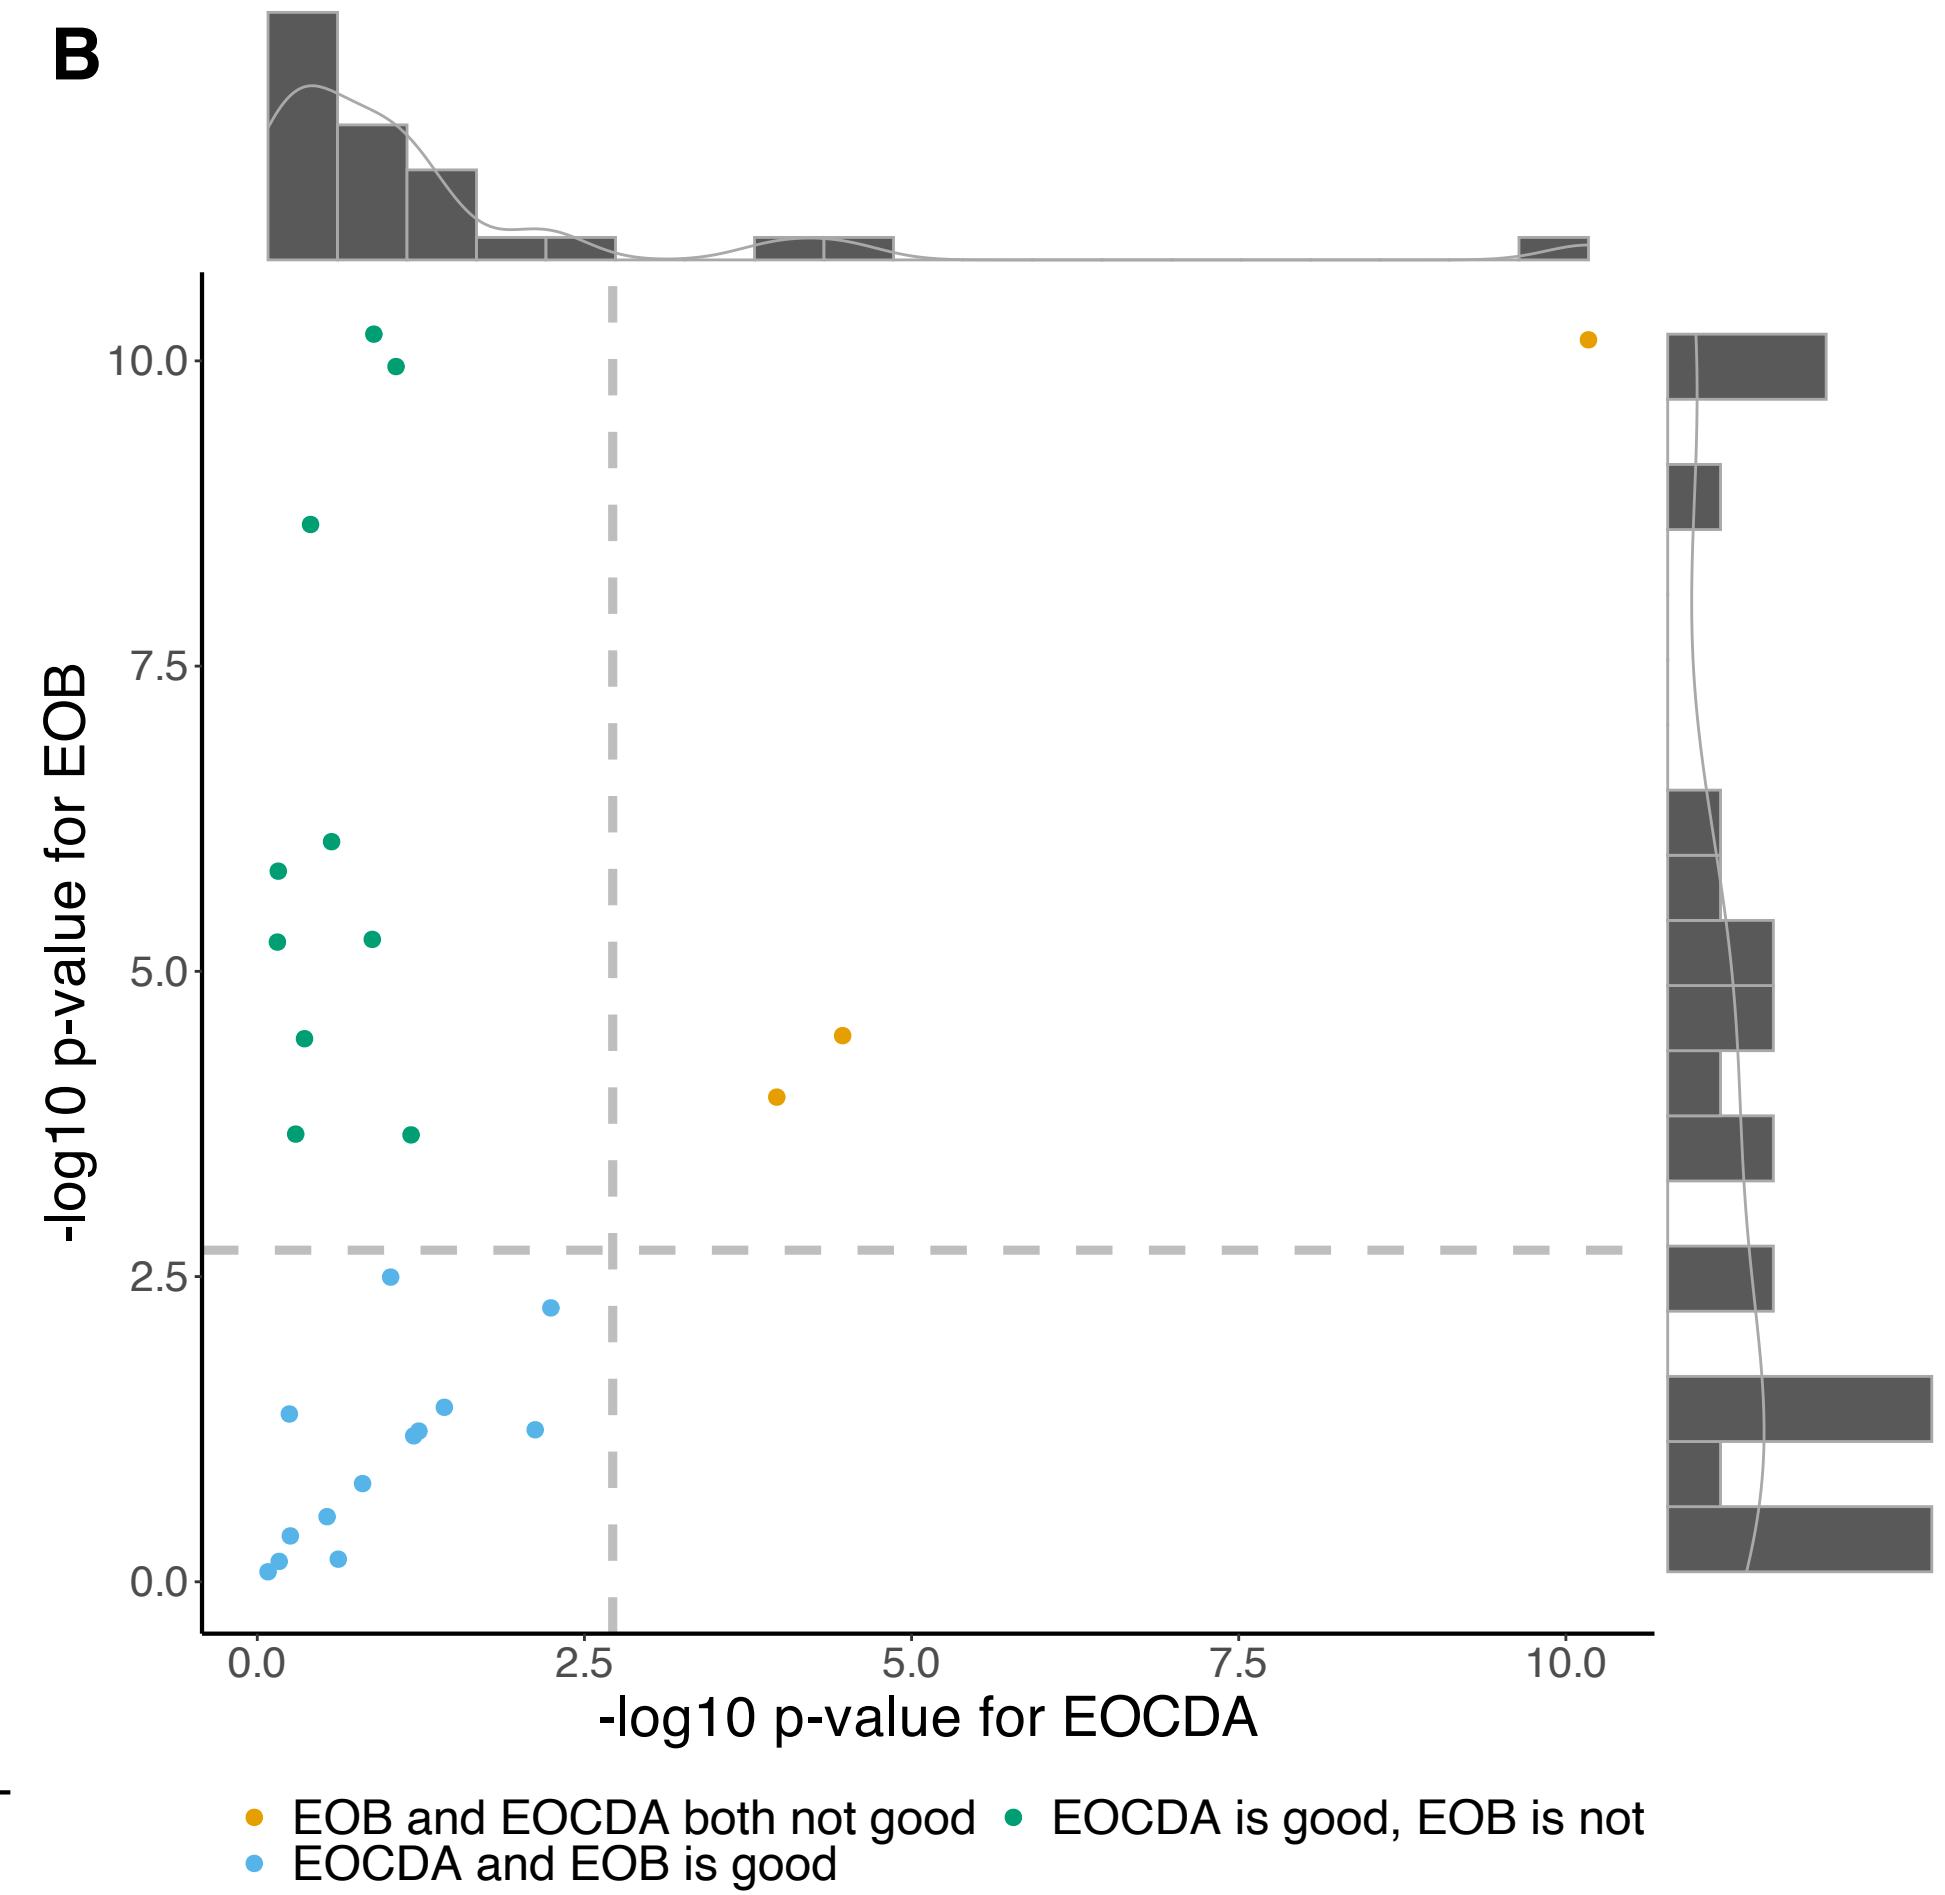 B
10.0
7.5
5.0
2.5
0.0
-log10 p-value for EOB
0.0 2.5 5.0 7.5 10.0
-log10 p-value for EOCDA
EOB and EOCDA both not good EOCDA is good, EOB is not
EOCDA and EOB is good